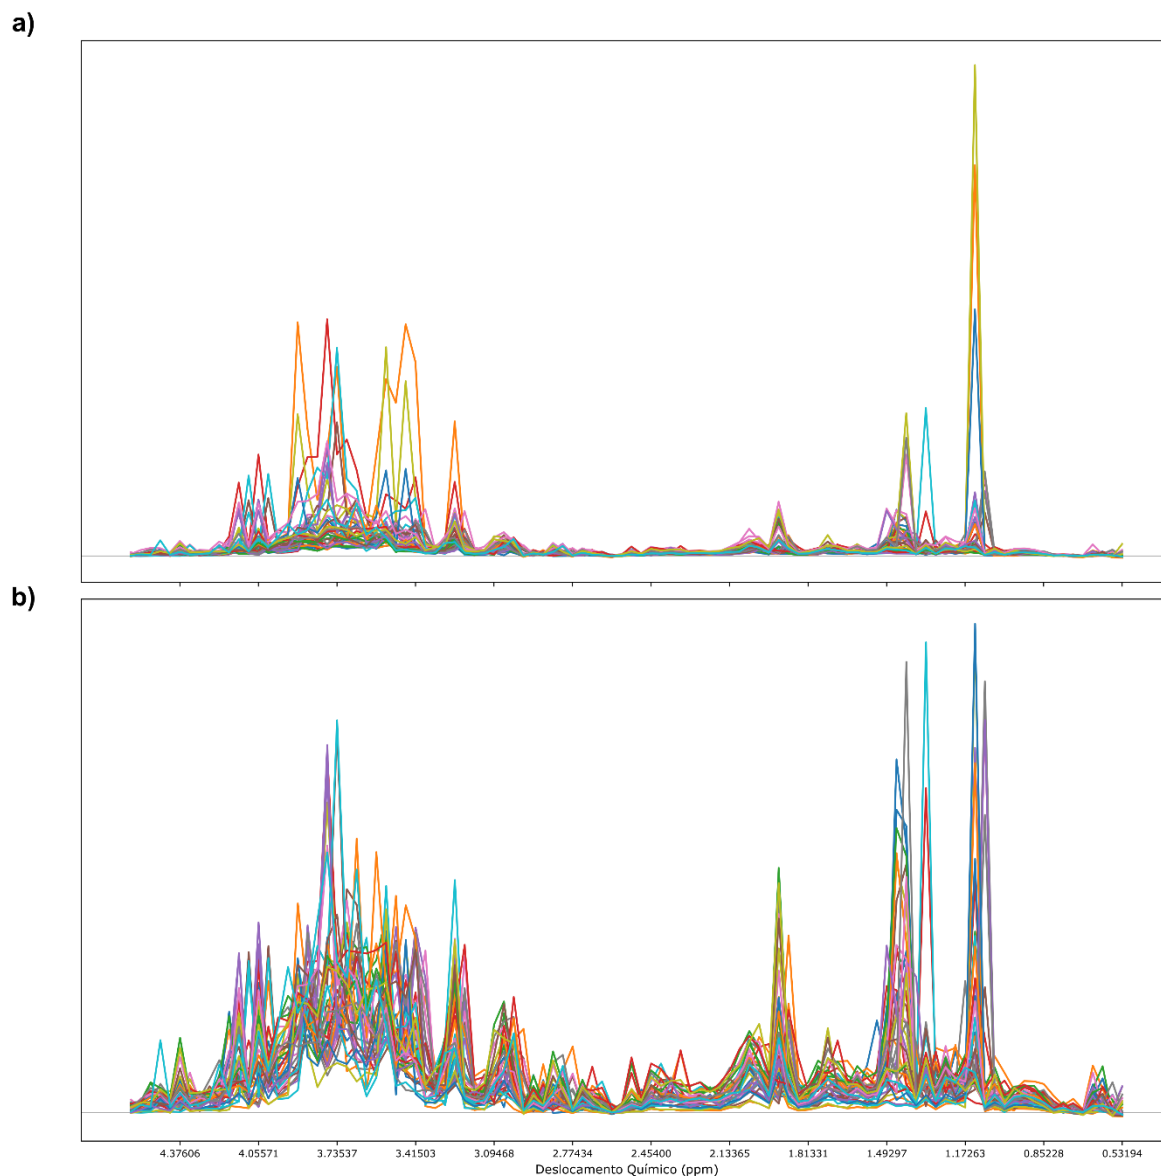 a)
b)
4.37606 4.05571 3.73537 3.41503 3.09468 2.77434 2.45400 2.13365 1.81331 1.49297 1.17263 0.85228 0.53194
Deslocamento Químico (ppm)